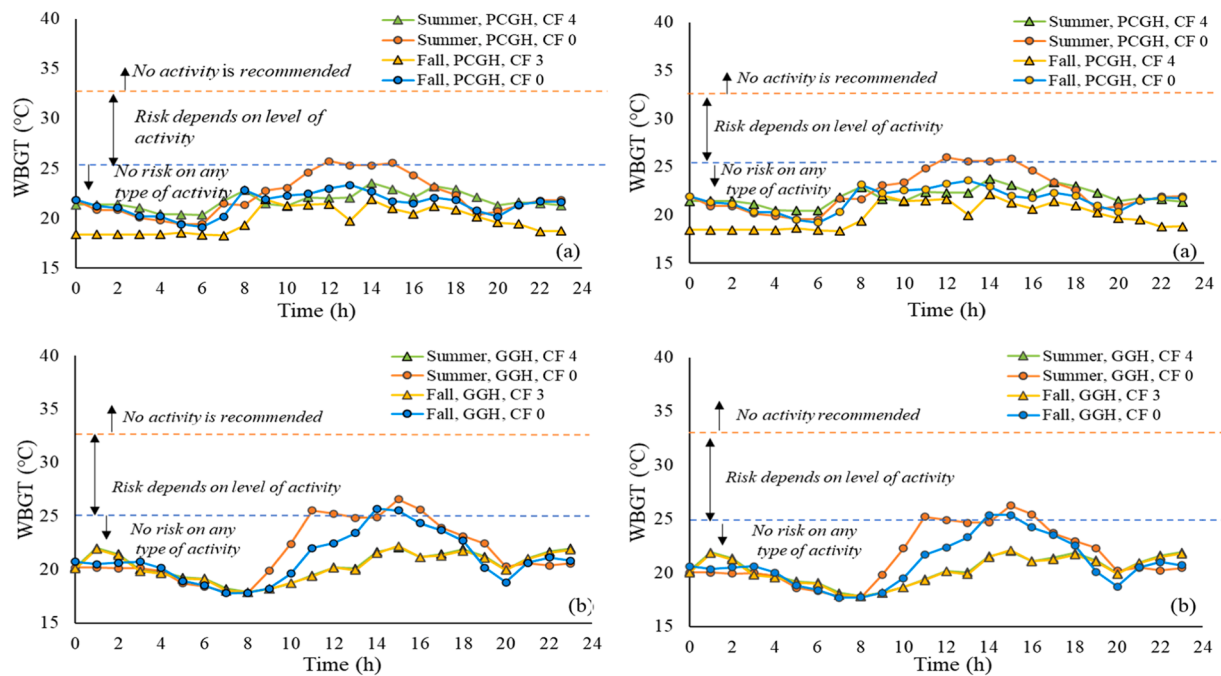 40
35
30
25
20
15
WBGT (°C)
Summer, PCGH, CF 4
Summer, PCGH, CF 0
Fall, PCGH, CF 3
Fall, PCGH, CF 0
No activity is recommended
Risk depends on level of
activity
No risk on any
type of activity
(a)
0 2 4 6 8 10 12 14 16 18 20 22 24
Time (h)
40
35
30
25
20
15
WBGT (°C)
Summer, PCGH, CF 4
Summer, PCGH, CF 0
Fall, PCGH, CF 4
Fall, PCGH, CF 0
No activity is recommended
Risk depends on level of activity
No risk on any
type of activity
(a)
0 2 4 6 8 10 12 14 16 18 20 22 24
Time (h)
40
35
30
25
20
15
WBGT (°C)
Summer, GGH, CF 4
Summer, GGH, CF 0
Fall, GGH, CF 3
Fall, GGH, CF 0
No activity is recommended
Risk depends on level of activity
No risk on any
type of activity
(b)
0 2 4 6 8 10 12 14 16 18 20 22 24
Time (h)
40
35
30
25
20
15
WBGT (°C)
Summer, GGH, CF 4
Summer, GGH, CF 0
Fall, GGH, CF 3
Fall, GGH, CF 0
No activity recommended
Risk depends on level of activity
No risk on any
type of activity
(b)
0 2 4 6 8 10 12 14 16 18 20 22 24
Time (h)